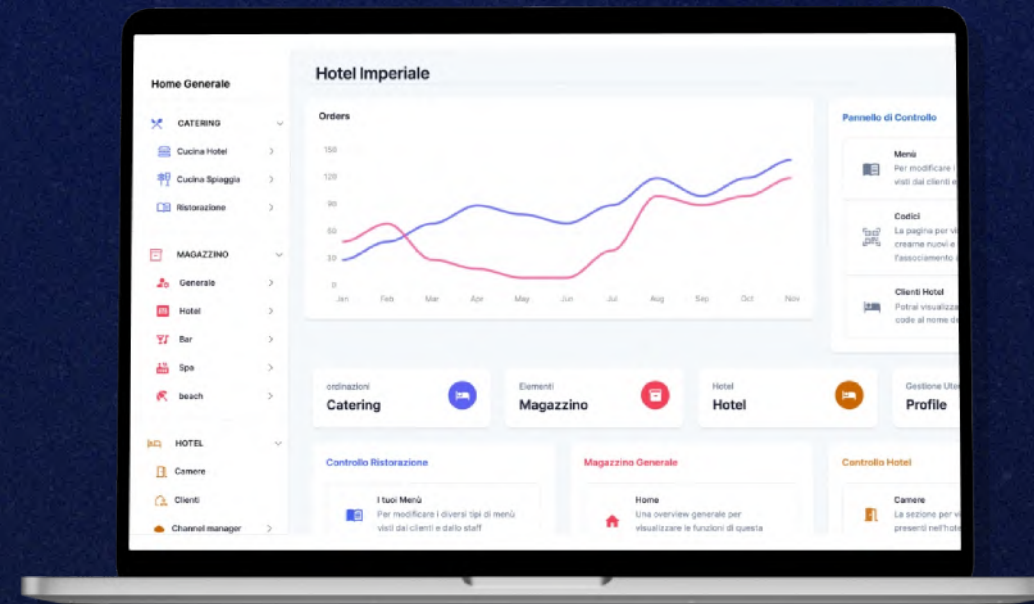 Home Generale
CATERING
Cucina Hotel
Cucina Spiaggia
Ristorazione
MAGAZZINO
Generale
Hotel
Bar
Spa
beach
HOTEL
Camere
Clienti
Channel manager
Hotel Imperiale
Orders
150
120
90
60
30
0
Jan Feb Mar Apr May Jun Jul Aug Sep Oct Nov
Pannello di Controllo
Menù
Per modificare i
visti dai clienti e
Codici
La pagina per vi
crearne nuovi e
l'associamento
Clienti Hotel
Potrai visualizza
code al nome de
ordinazioni
Catering
Elementi
Magazzino
Hotel
Hotel
Gestione Ute
Profile
Controllo Ristorazione
I tuoi Menù
Per modificare i diversi tipi di menù
visti dai clienti e dallo staff
Magazzino Generale
Home
Una overview generale per
visualizzare le funzioni di questa
Controllo Hotel
Camere
La sezione per vi
presenti nell'hote